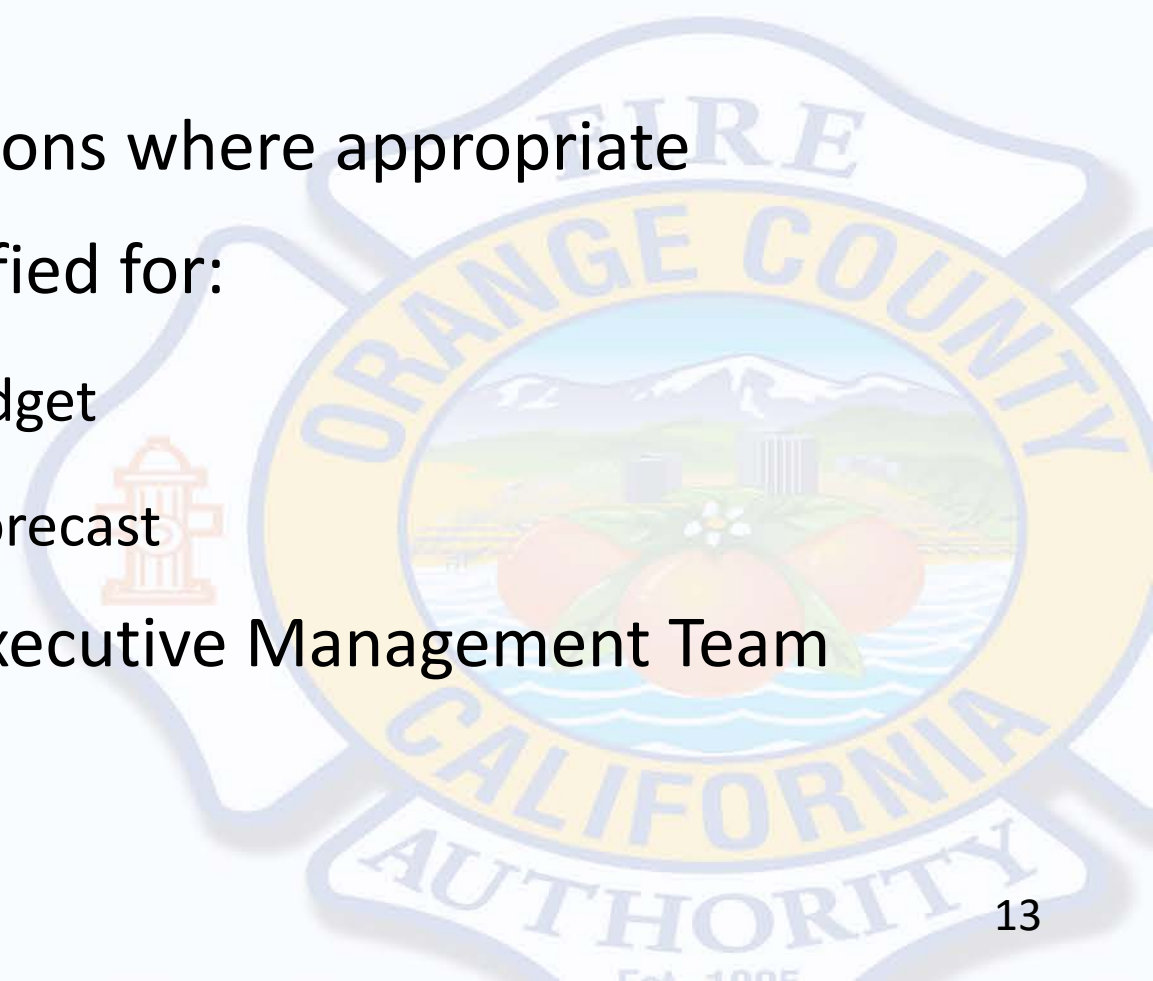 ons where appropriate
fied for:
dget
orecast
xecutive Management Team
13
FIRE
ORANGE COUNTY
CALIFORNIA
AUTHORITY